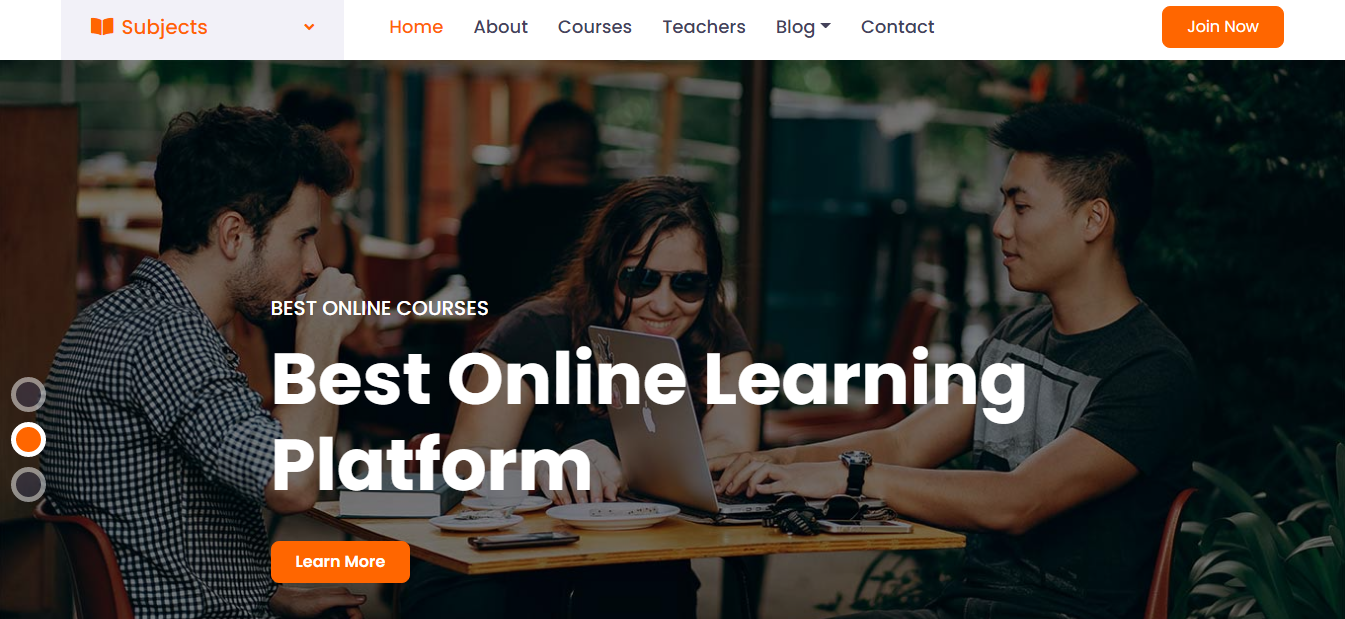 Subjects
Home About Courses Teachers Blog Contact
Join Now
BEST ONLINE COURSES
Best Online Learning
Platform
Learn More